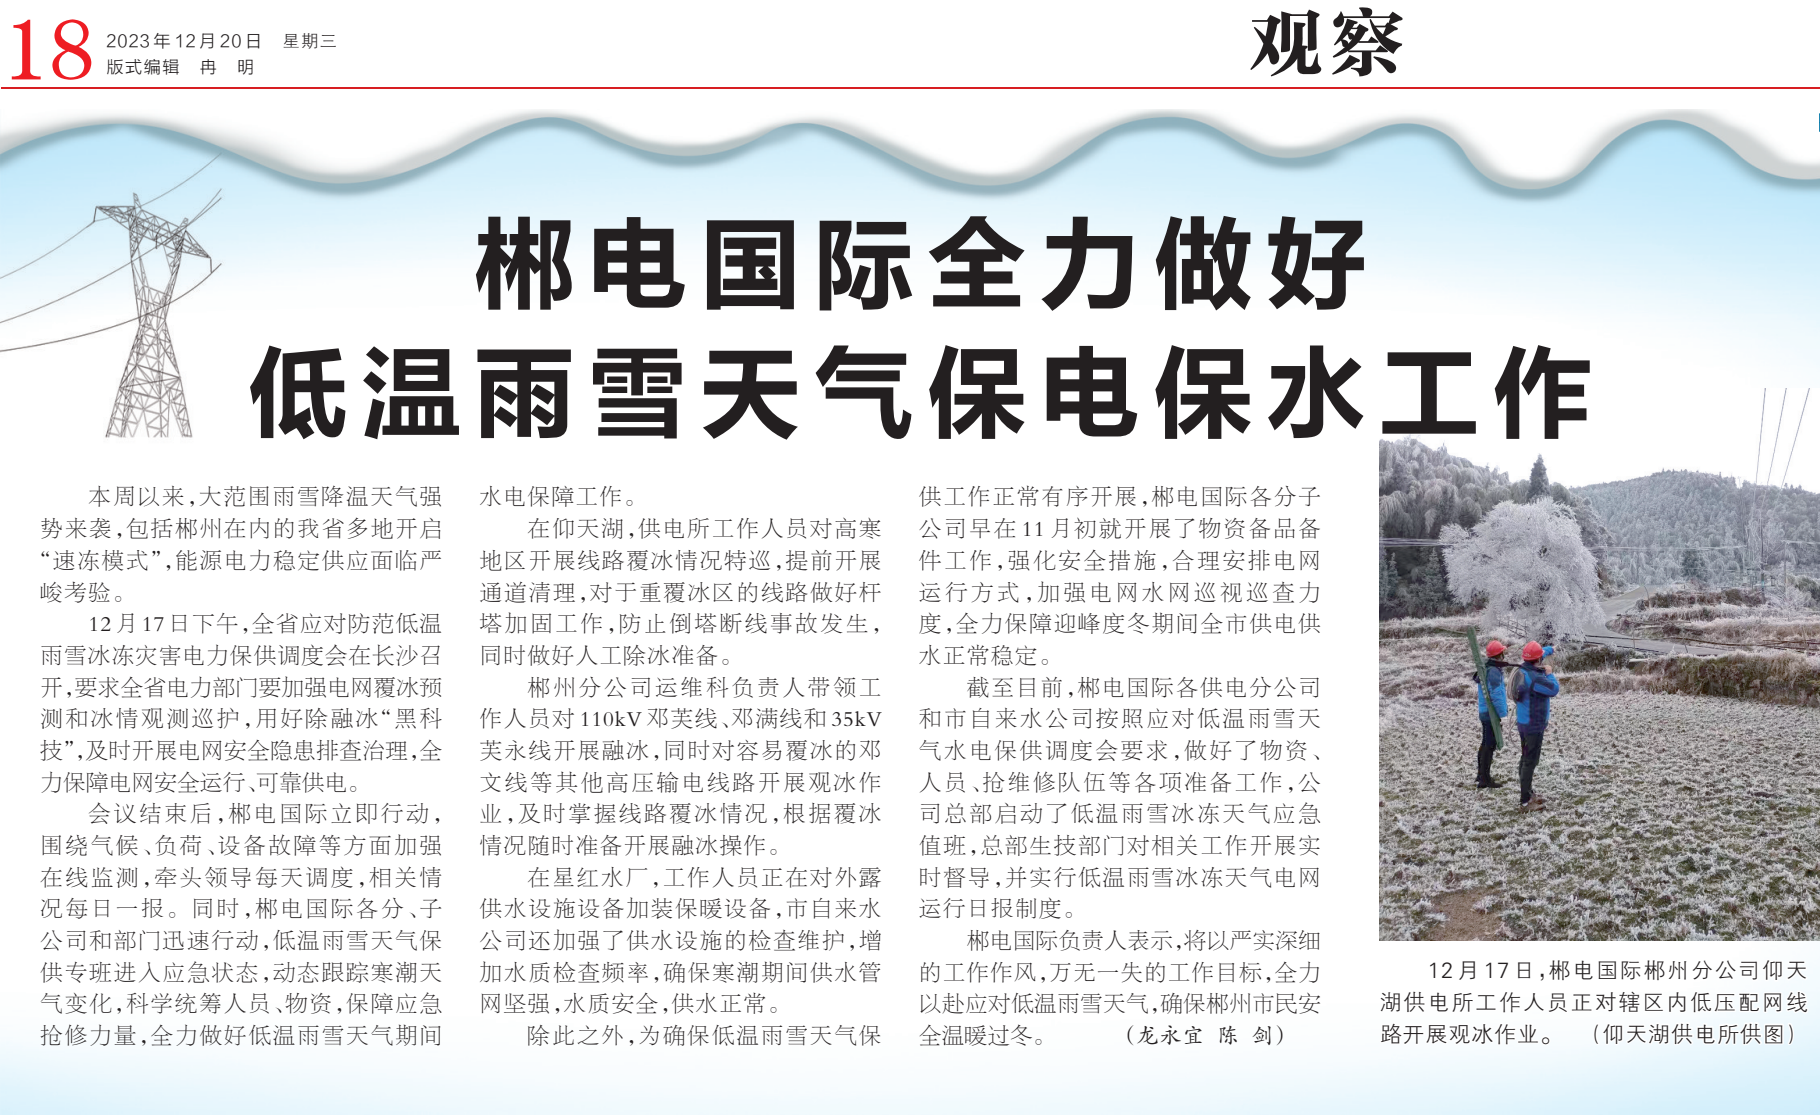 18
2023年12月20日 星期三
版式编辑 冉 明
观察
郴电国际全力做好
低温雨雪天气保电保水工作
本周以来,大范围雨雪降温天气强
势来袭,包括郴州在内的我省多地开启
“速冻模式”,能源电力稳定供应面临严
峻考验。
12月17日下午,全省应对防范低温
雨雪冰冻灾害电力保供调度会在长沙召
开,要求全省电力部门要加强电网覆冰预
测和冰情观测巡护,用好除融冰“黑科
技”,及时开展电网安全隐患排查治理,全
力保障电网安全运行、可靠供电。
会议结束后,郴电国际立即行动,
围绕气候、负荷、设备故障等方面加强
在线监测,牵头领导每天调度,相关情
况每日一报。同时,郴电国际各分、子
公司和部门迅速行动,低温雨雪天气保
供专班进入应急状态,动态跟踪寒潮天
气变化,科学统筹人员、物资,保障应急
抢修力量,全力做好低温雨雪天气期间
水电保障工作。
在仰天湖,供电所工作人员对高寒
地区开展线路覆冰情况特巡,提前开展
通道清理,对于重覆冰区的线路做好杆
塔加固工作,防止倒塔断线事故发生,
同时做好人工除冰准备。
郴州分公司运维科负责人带领工
作人员对110kV邓芙线、邓满线和35kV
芙永线开展融冰,同时对容易覆冰的邓
文线等其他高压输电线路开展观冰作
业,及时掌握线路覆冰情况,根据覆冰
情况随时准备开展融冰操作。
在星红水厂,工作人员正在对外露
供水设施设备加装保暖设备,市自来水
公司还加强了供水设施的检查维护,增
加水质检查频率,确保寒潮期间供水管
网坚强,水质安全,供水正常。
除此之外,为确保低温雨雪天气保
供工作正常有序开展,郴电国际各分子
公司早在11月初就开展了物资备品备
件工作,强化安全措施,合理安排电网
运行方式,加强电网水网巡视巡查力
度,全力保障迎峰度冬期间全市供电供
水正常稳定。
截至目前,郴电国际各供电分公司
和市自来水公司按照应对低温雨雪天
气水电保供调度会要求,做好了物资、
人员、抢维修队伍等各项准备工作,公
司总部启动了低温雨雪冰冻天气应急
值班,总部生技部门对相关工作开展实
时督导,并实行低温雨雪冰冻天气电网
运行日报制度。
郴电国际负责人表示,将以严实深细
的工作作风,万无一失的工作目标,全力
以赴应对低温雨雪天气,确保郴州市民安
全温暖过冬。 （龙永宜 陈 剑）
12月17日,郴电国际郴州分公司仰天
湖供电所工作人员正对辖区内低压配网线
路开展观冰作业。 （仰天湖供电所供图）